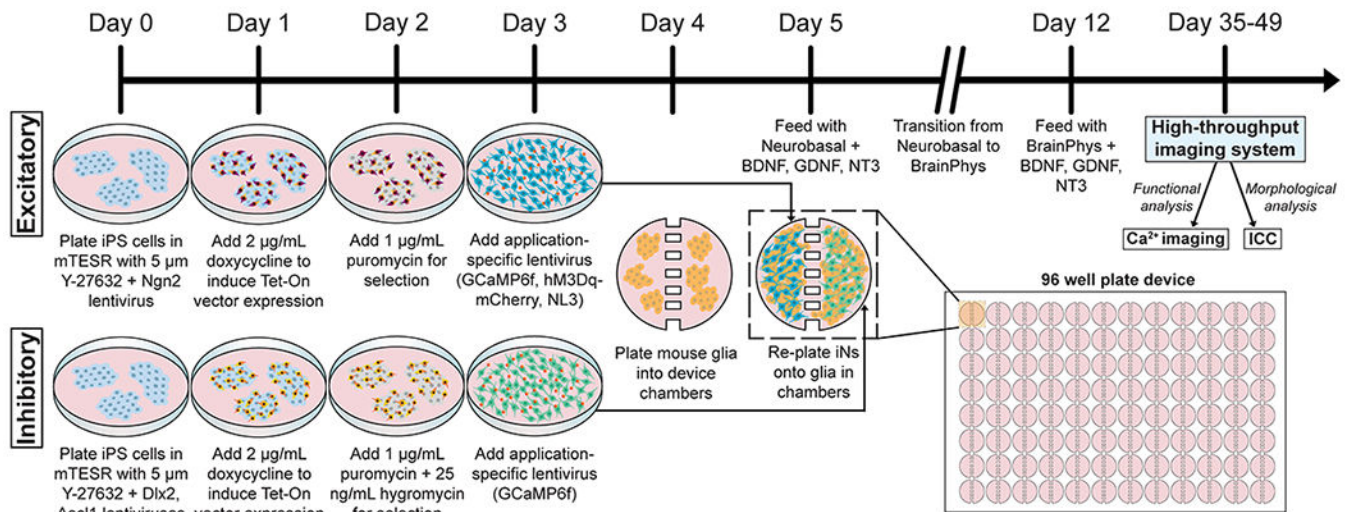 Day 0
Day 1
Day 2
Day 3
Day 4
Day 5
Day 12
Day 35-49
Excitatory
Plate iPS cells in
mTESR with 5 µm
Y-27632 + Ngn2
lentivirus
Add 2 µg/mL
doxycycline to
induce Tet-On
vector expression
Add 1 µg/mL
puromycin for
selection
Add application-
specific lentivirus
(GCaMP6f, hM3Dq-
mCherry, NL3)
Feed with
Neurobasal +
BDNF, GDNF, NT3
Transition from
Neurobasal to
BrainPhys
Feed with
BrainPhys +
BDNF, GDNF,
NT3
High-throughput
imaging system
Functional
analysis
Morphological
analysis
Ca²⁺ imaging
ICC
Plate mouse glia
into device
chambers
Re-plate iNs
onto glia in
chambers
96 well plate device
Inhibitory
Plate iPS cells in
mTESR with 5 µm
Y-27632 + Dlx2,
Ascl1 lentiviruses
Add 2 µg/mL
doxycycline to
induce Tet-On
vector expression
Add 1 µg/mL
puromycin + 25
ng/mL hygromycin
for selection
Add application-
specific lentivirus
(GCaMP6f)